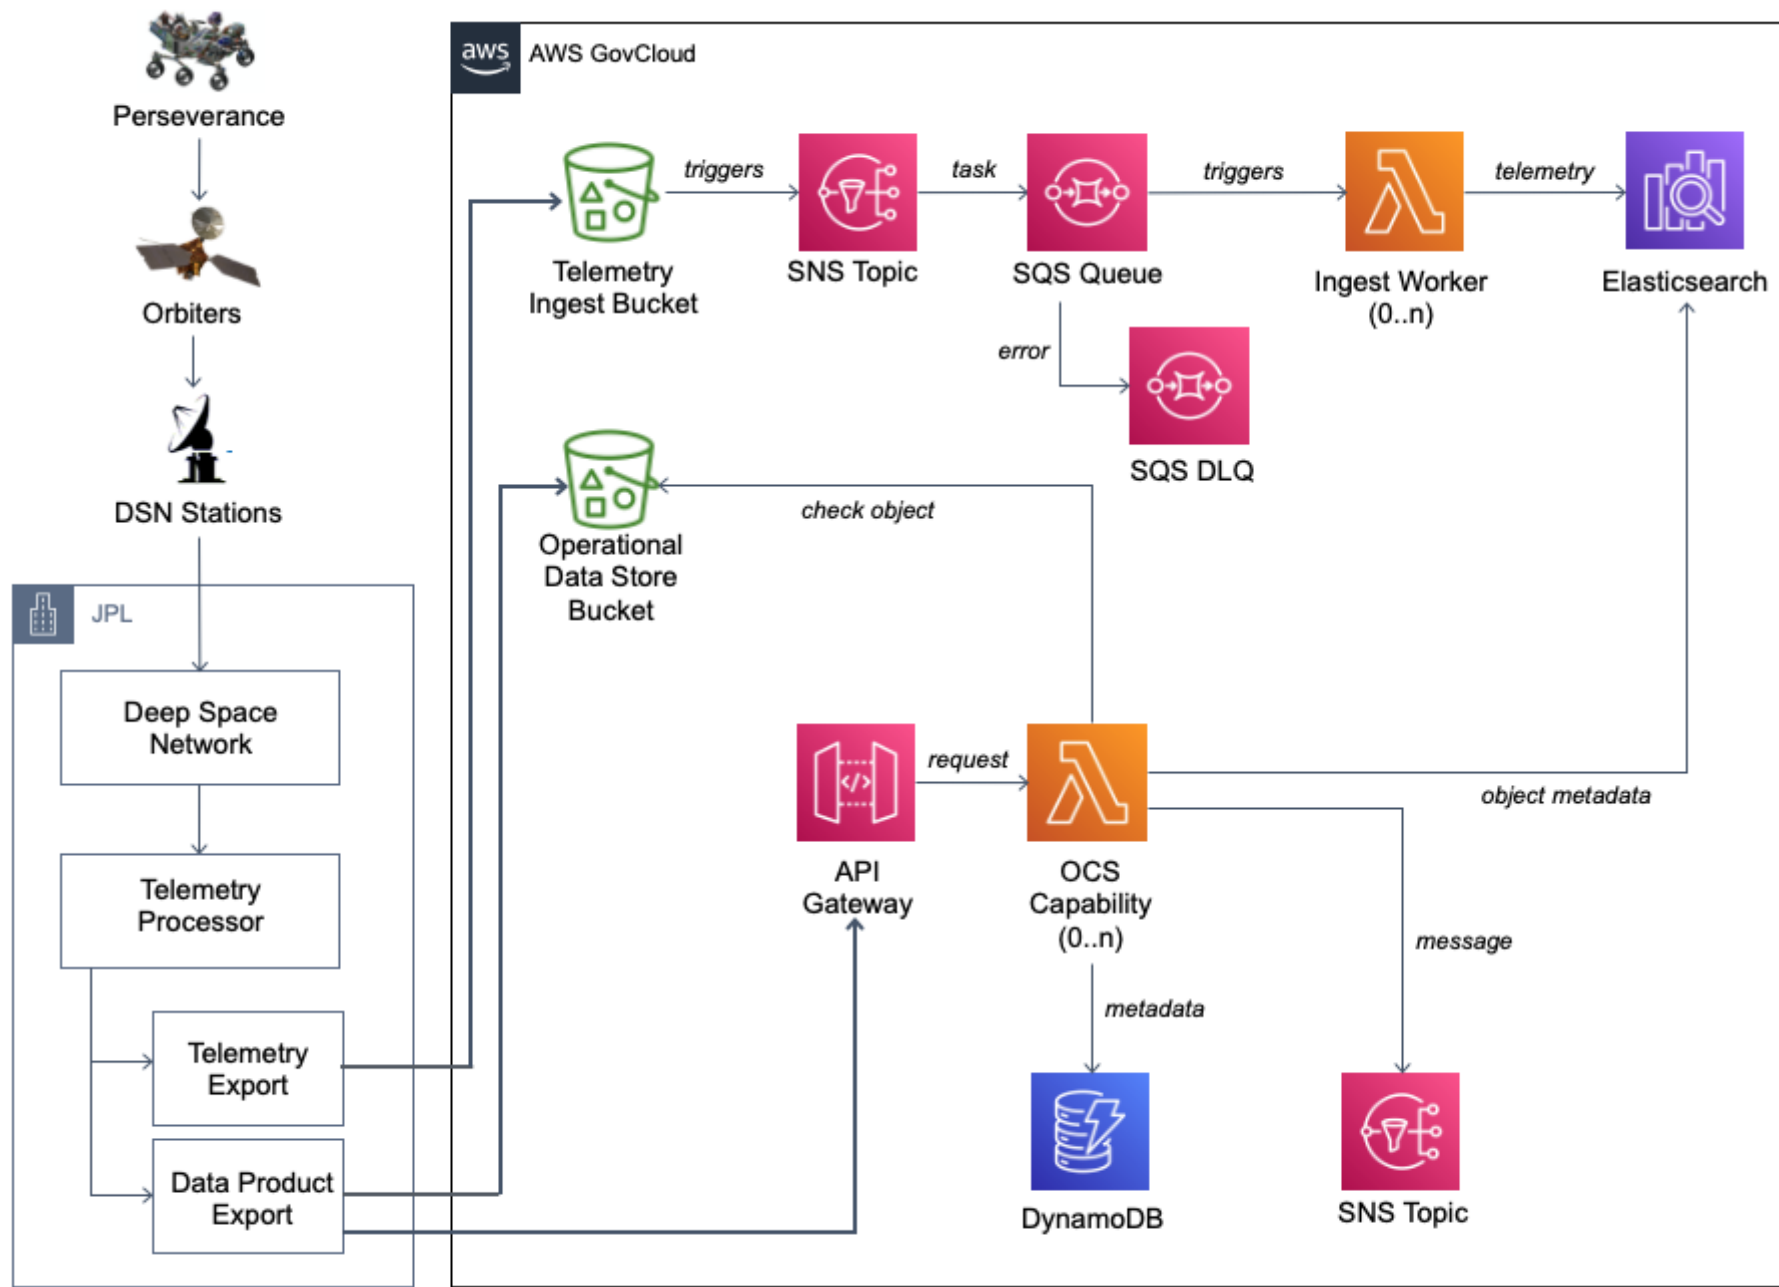 Perseverance
Orbiters
DSN Stations
JPL
Deep Space
Network
Telemetry
Processor
Telemetry
Export
Data Product
Export
aws
AWS GovCloud
Telemetry
Ingest Bucket
triggers
SNS Topic
task
SQS Queue
triggers
Ingest Worker
(0..n)
telemetry
Elasticsearch
error
SQS DLQ
Operational
Data Store
Bucket
check object
API
Gateway
request
</>
OCS
Capability
(0..n)
object metadata
message
metadata
DynamoDB
SNS Topic